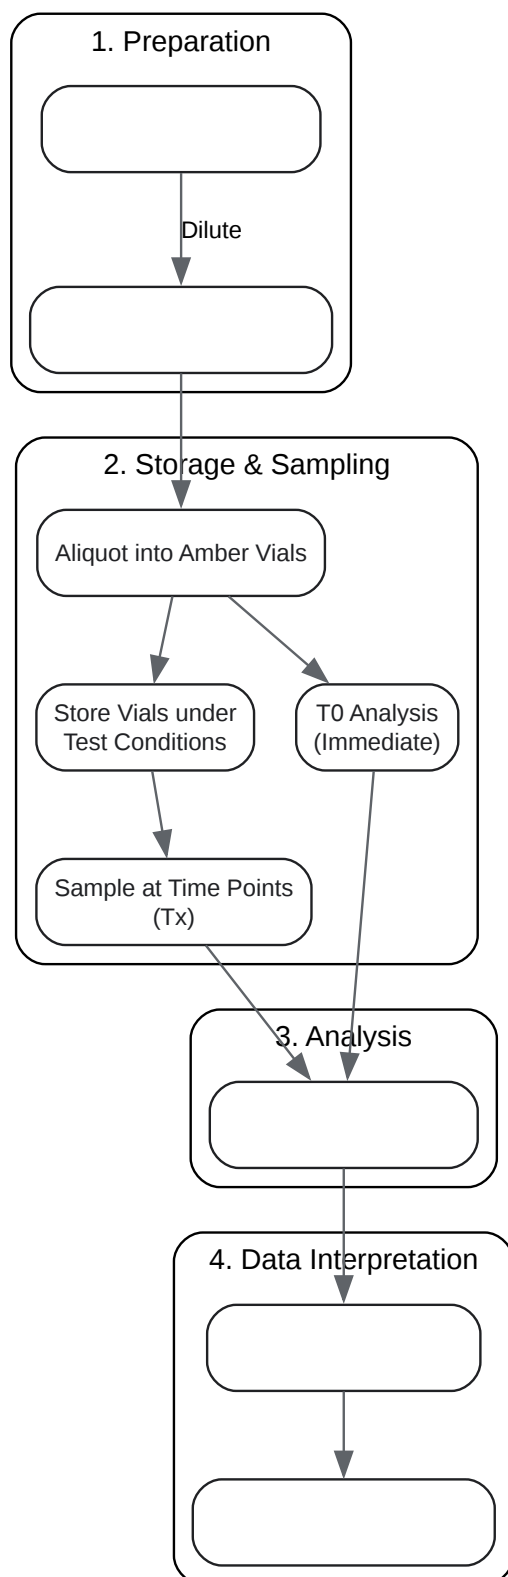 1. Preparation
Dilute
2. Storage & Sampling
Aliquot into Amber Vials
Store Vials under
Test Conditions
T0 Analysis
(Immediate)
Sample at Time Points
(Tx)
3. Analysis
4. Data Interpretation